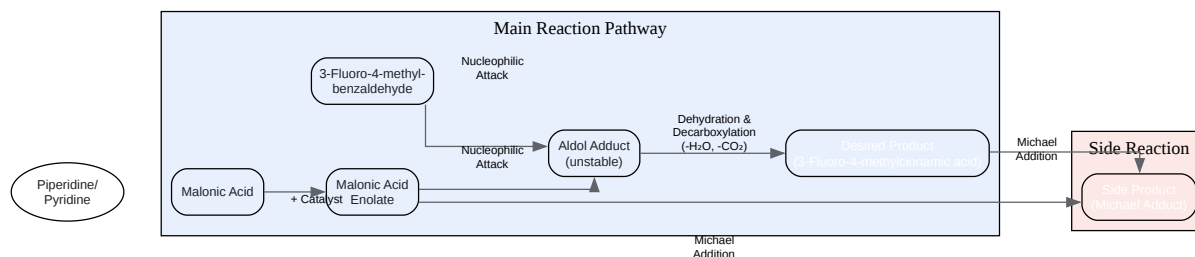 Main Reaction Pathway
3-Fluoro-4-methyl-
benzaldehyde
Nucleophilic
Attack
Dehydration &
Decarboxylation
(-H₂O, -CO₂)
Aldol Adduct
(unstable)
Nucleophilic
Attack
Desired Product
(3-Fluoro-4-methylcinnamic acid)
Michael
Addition
Side Reaction
Piperidine/
Pyridine
Malonic Acid
+ Catalyst
Malonic Acid
Enolate
Side Product
(Michael Adduct)
Michael
Addition